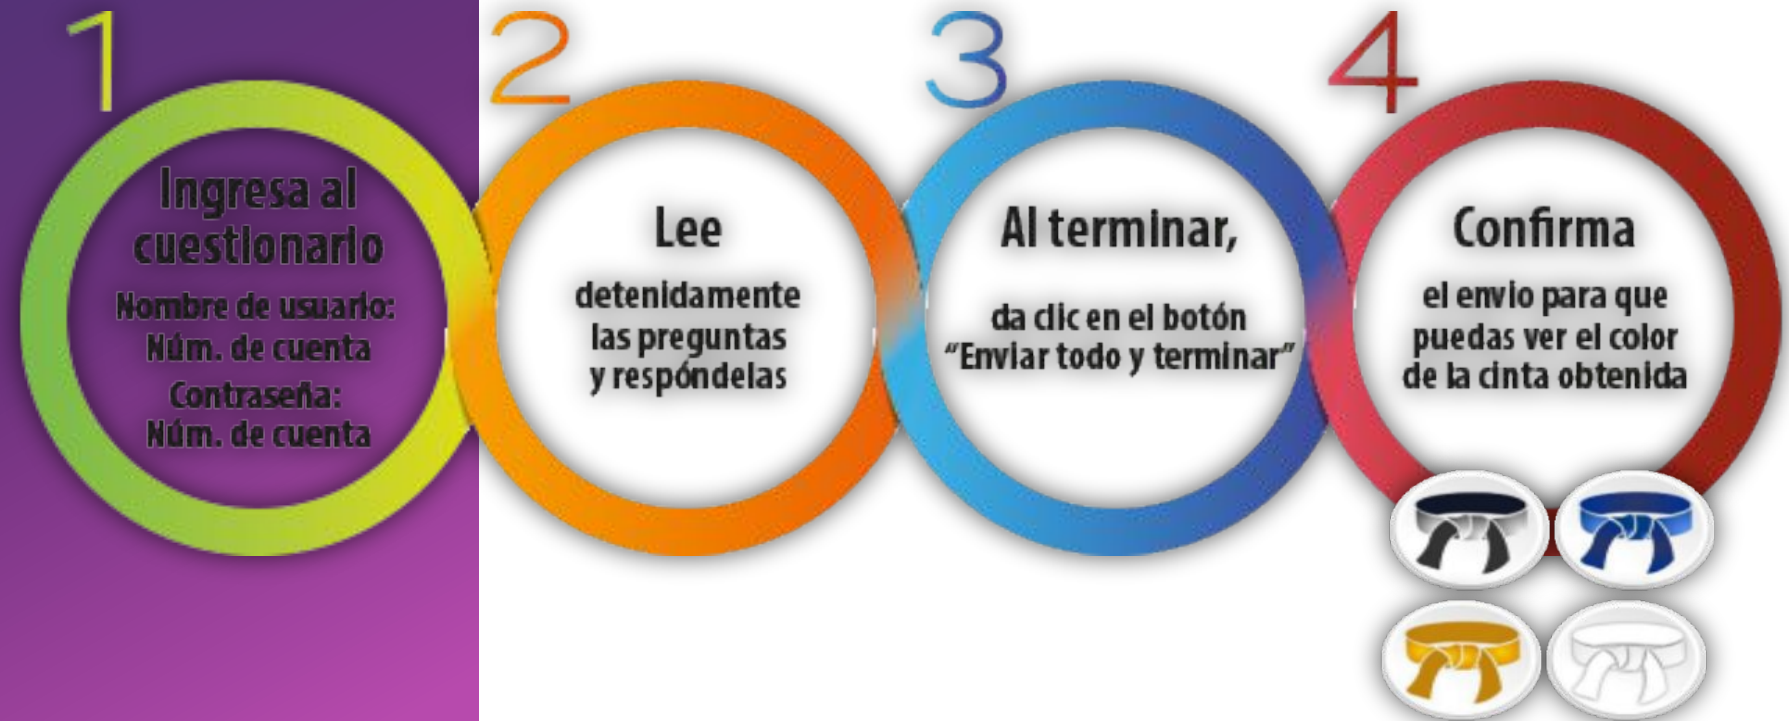 1
Ingresa al
cuestionario
Nombre de usuario:
Núm. de cuenta
Contraseña:
Núm. de cuenta
2
Lee
detenidamente
las preguntas
y respóndelas
3
Al terminar,
da clic en el botón
“Enviar todo y terminar”
4
Confirma
el envio para que
puedas ver el color
de la cinta obtenida